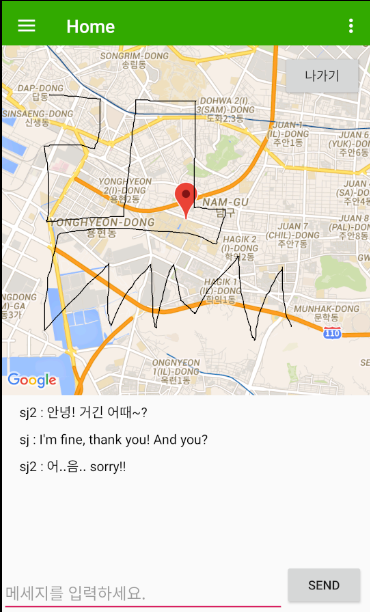 Home
나가기
SONGRIM-DONG
송림동
DAP-DONG
답동
SINSAENG-DONG
신생동
DOHWA 2(I).
3(SAM)-DONG
도화2.3동
JUAN 1
(IL)-DONG
주안1동
JUAN 6
(YUK)-DONG
주안6동
YONGHYEON
2(I)-DONG
용현2동
NAM-GU
남구
JUAN 4
(SA)-DONG
주안4동
YONGHYEON-DONG
용현동
JUAN 7
(CHIL)-DONG
주안7동
JUAN 8
(PAL)-DONG
주안8동
HAGIK 2
(I)-DONG
학익2동
HAGIK 1
(IL)-DONG
학익1동
MUNHAK-DONG
문학동
110
ONGNYEON
1(IL)-DONG
옥련1동
Google
sj2 : 안녕! 거긴 어때~?
sj : I'm fine, thank you! And you?
sj2 : 어..음.. sorry!!
메세지를 입력하세요.
SEND